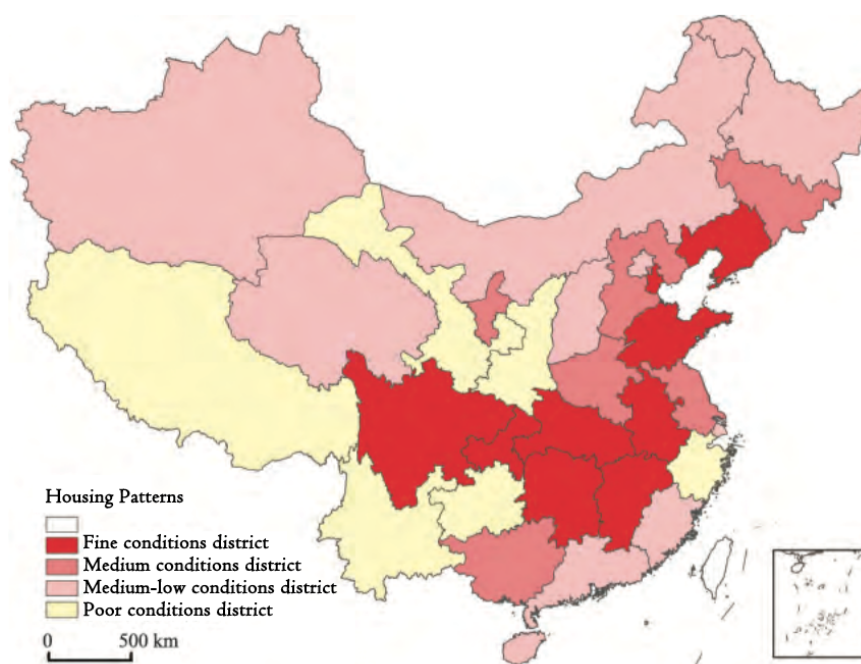 Housing Patterns
Fine conditions district
Medium conditions district
Medium-low conditions district
Poor conditions district
0 500 km